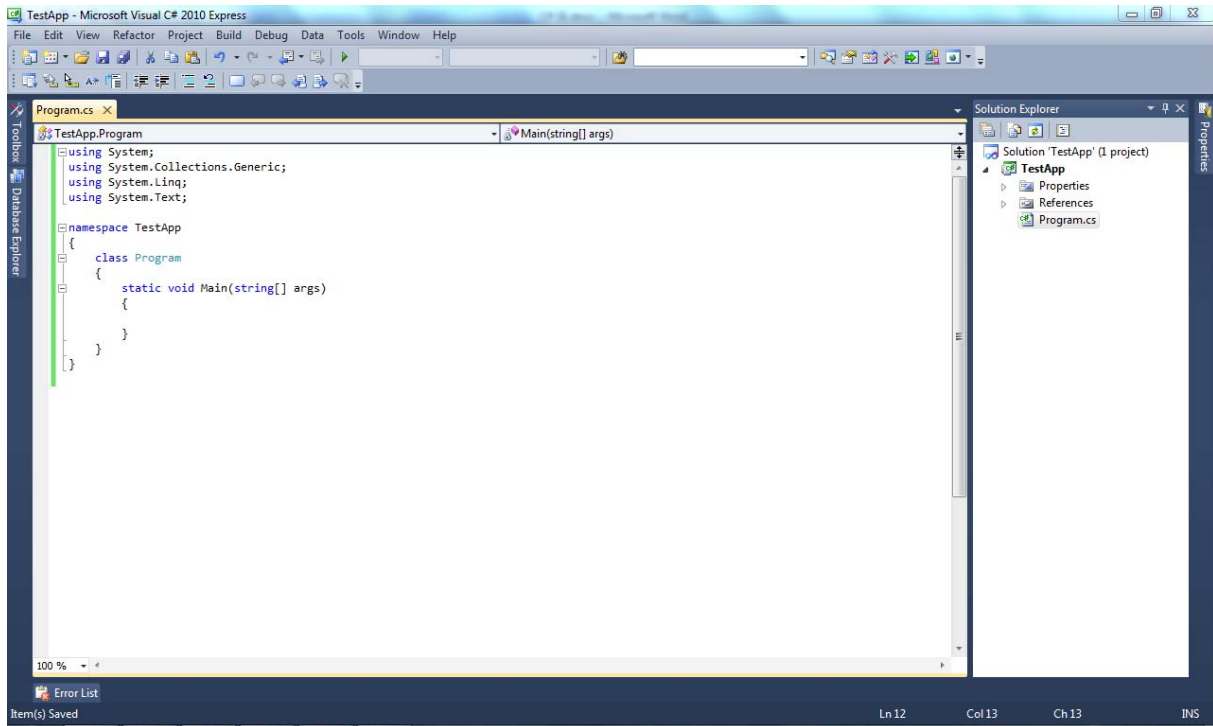 TestApp - Microsoft Visual C# 2010 Express
File Edit View Refactor Project Build Debug Data Tools Window Help
Toolbox
Database Explorer
Program.cs
TestApp.Program
Main(string[] args)
using System;
using System.Collections.Generic;
using System.Linq;
using System.Text;
namespace TestApp
{
class Program
{
static void Main(string[] args)
{
}
}
}
100 %
Solution Explorer
Solution 'TestApp' (1 project)
TestApp
Properties
References
Program.cs
Properties
Error List
Item(s) Saved
Ln 12 Col 13 Ch 13 INS